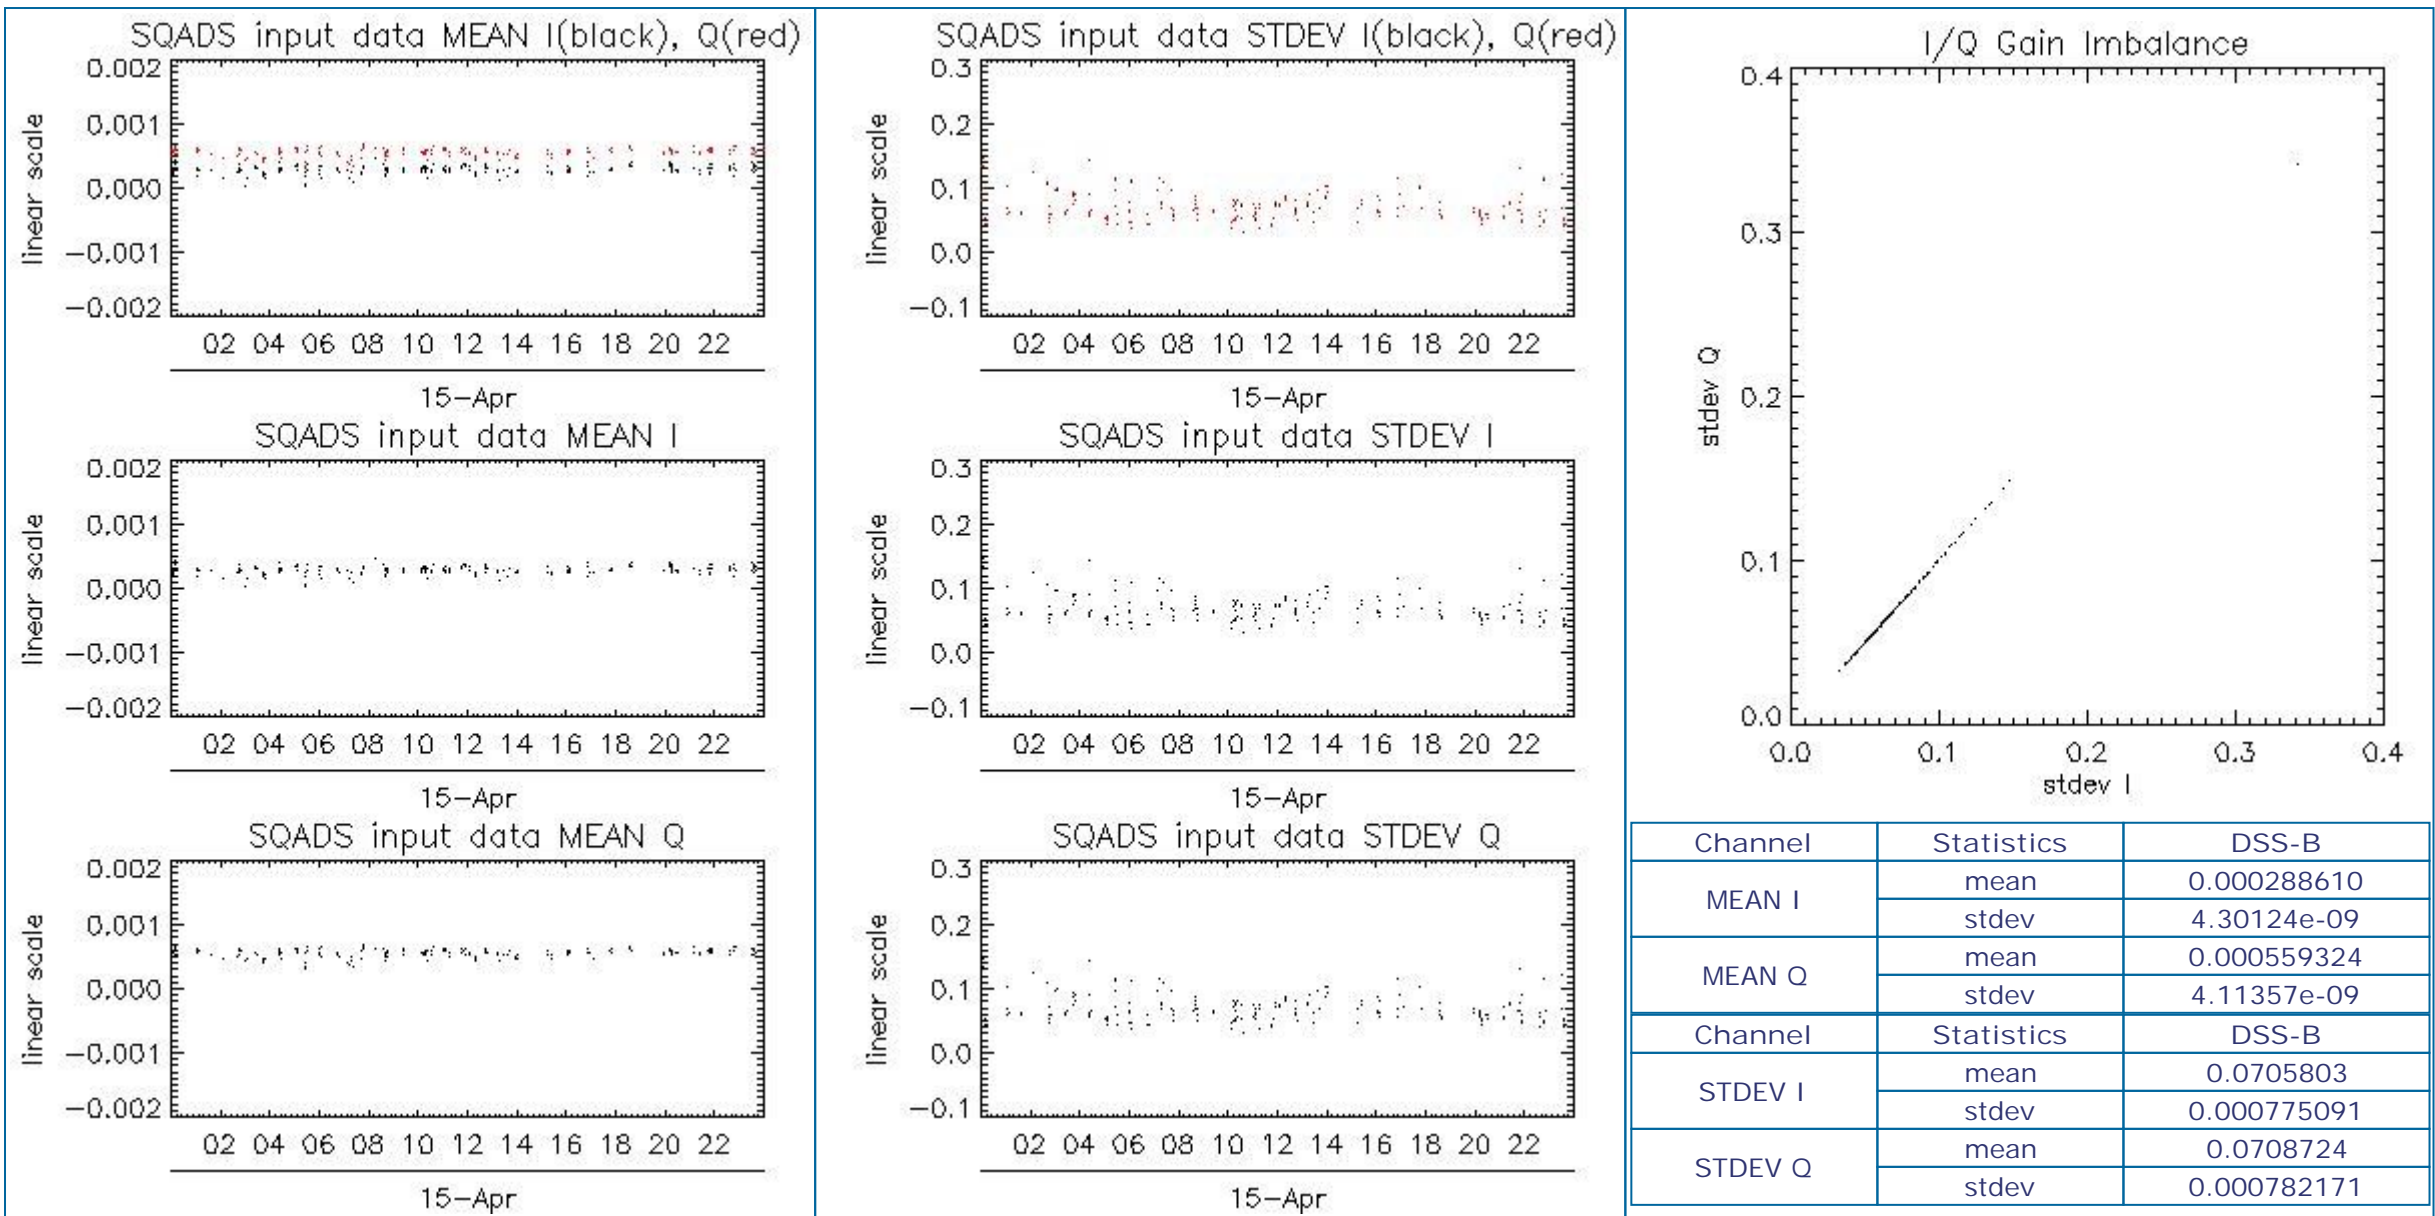 SQADS input data MEAN I(black), Q(red)
0.002
0.001
0.000
−0.001
−0.002
linear scale
02 04 06 08 10 12 14 16 18 20 22
15−Apr
SQADS input data MEAN I
0.002
0.001
0.000
−0.001
−0.002
linear scale
02 04 06 08 10 12 14 16 18 20 22
15−Apr
SQADS input data MEAN Q
0.002
0.001
0.000
−0.001
−0.002
linear scale
02 04 06 08 10 12 14 16 18 20 22
15−Apr
SQADS input data STDEV I(black), Q(red)
0.3
0.2
0.1
0.0
−0.1
linear scale
02 04 06 08 10 12 14 16 18 20 22
15−Apr
SQADS input data STDEV I
0.3
0.2
0.1
0.0
−0.1
linear scale
02 04 06 08 10 12 14 16 18 20 22
15−Apr
SQADS input data STDEV Q
0.3
0.2
0.1
0.0
−0.1
linear scale
02 04 06 08 10 12 14 16 18 20 22
15−Apr
I/Q Gain Imbalance
0.4
0.3
0.2
0.1
0.0
stdev Q
0.0 0.1 0.2 0.3 0.4
stdev I
Channel Statistics DSS-B
MEAN I mean 0.000288610
stdev 4.30124e-09
MEAN Q mean 0.000559324
stdev 4.11357e-09
Channel Statistics DSS-B
STDEV I mean 0.0705803
stdev 0.000775091
STDEV Q mean 0.0708724
stdev 0.000782171